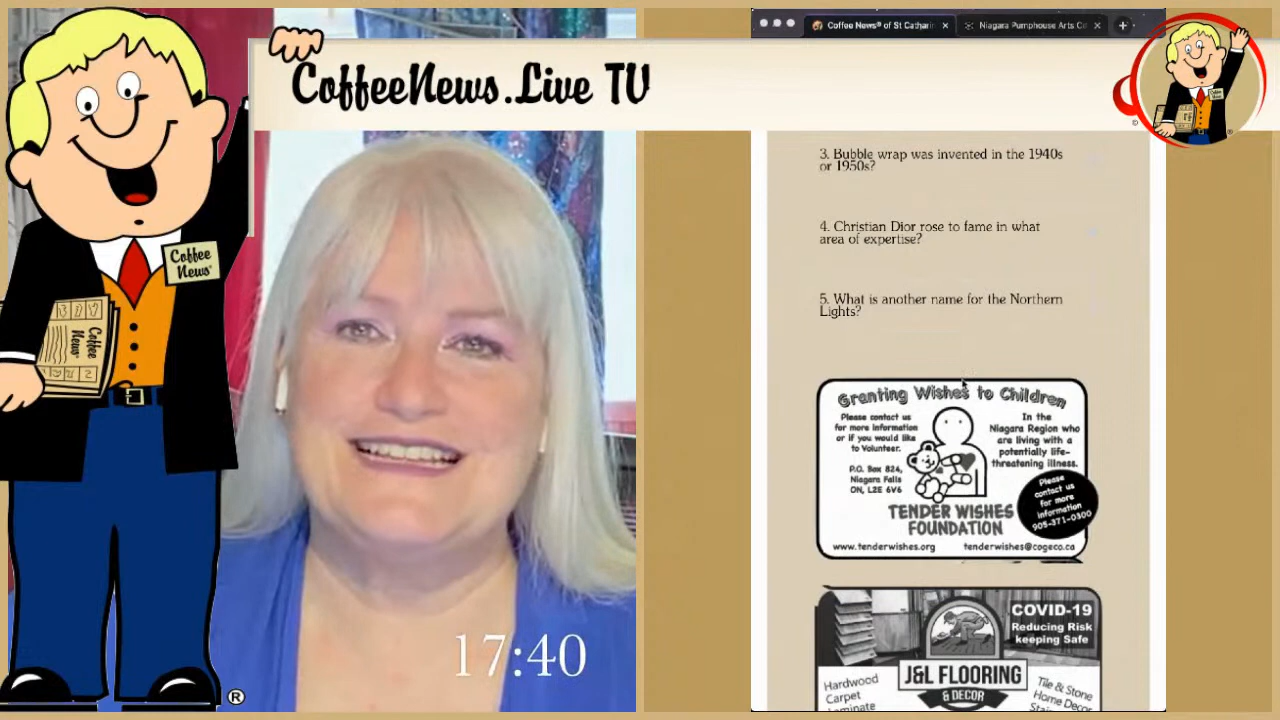 Coffee News® of St Cathari
Niagara Pumphouse Arts Ce
CoffeeNews.Live TV
Coffee
News®
Coffee
News
®
17:40
3. Bubble wrap was invented in the 1940s
or 1950s?
4. Christian Dior rose to fame in what
area of expertise?
5. What is another name for the Northern
Lights?
Granting Wishes to Children
Please contact us
for more information
or if you would like
to Volunteer.
P.O. Box 824,
Niagara Falls
ON, L2E 6V6
In the
Niagara Region who
are living with a
potentially life-
threatening illness.
Please
contact us
for more
information
905-371-0300
TENDER WISHES
FOUNDATION
www.tenderwishes.org tenderwishes@cogeco.ca
COVID-19
Reducing Risk
keeping Safe
J&L FLOORING
& DECOR
Hardwood
Carpet
Laminate
Tile & Stone
Home Decor